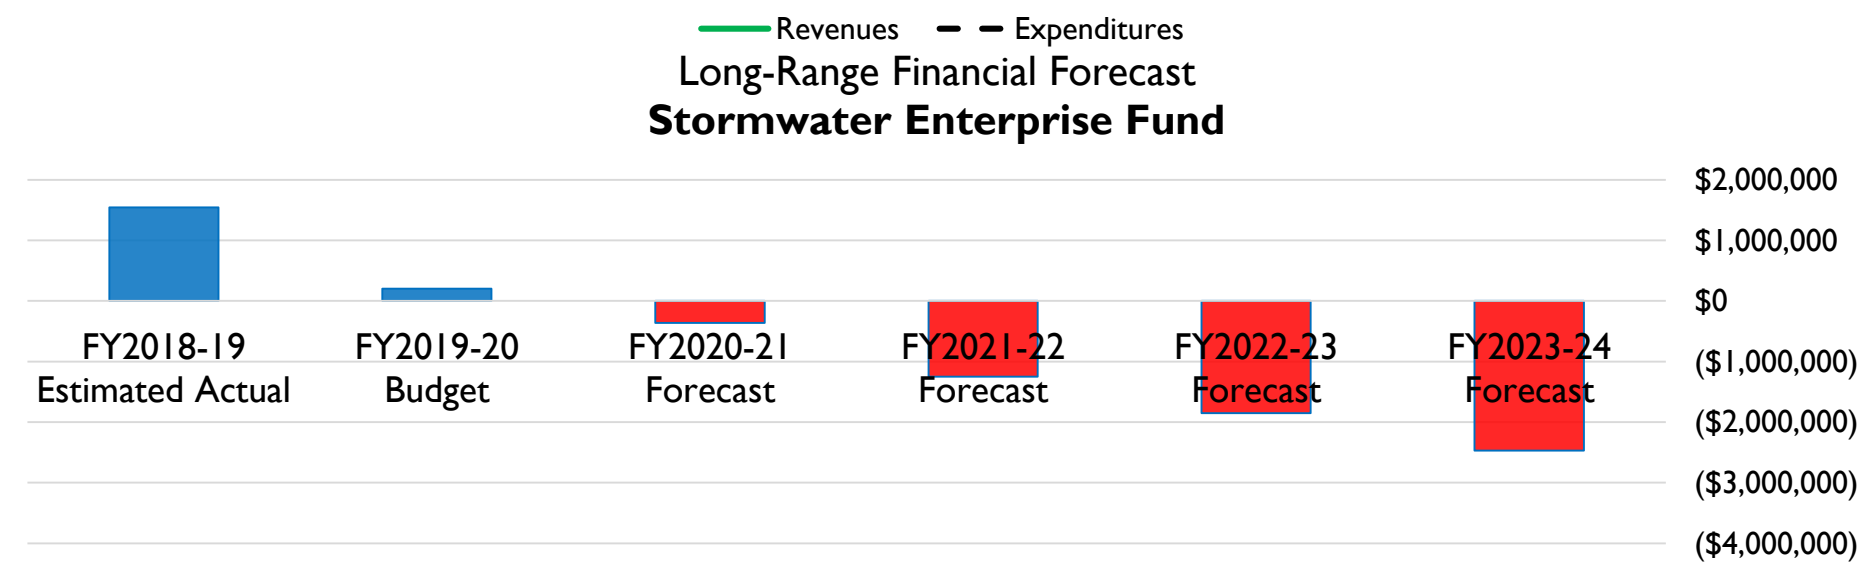 Revenues Expenditures
Long-Range Financial Forecast
Stormwater Enterprise Fund
$2,000,000
$1,000,000
$0
FY2018-19 FY2019-20 FY2020-21 FY2021-22 FY2022-23 FY2023-24
($1,000,000)
Estimated Actual Budget Forecast Forecast Forecast Forecast
($2,000,000)
($3,000,000)
($4,000,000)